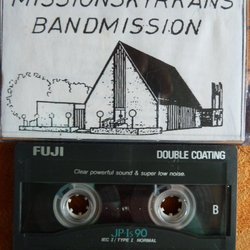 MISSIONSKYRKANS
BANDMISSION
FUJI DOUBLE COATING
Clear powerful sound & super low noise.
JP-Is 90
IEC I / TYPE I NORMAL
B